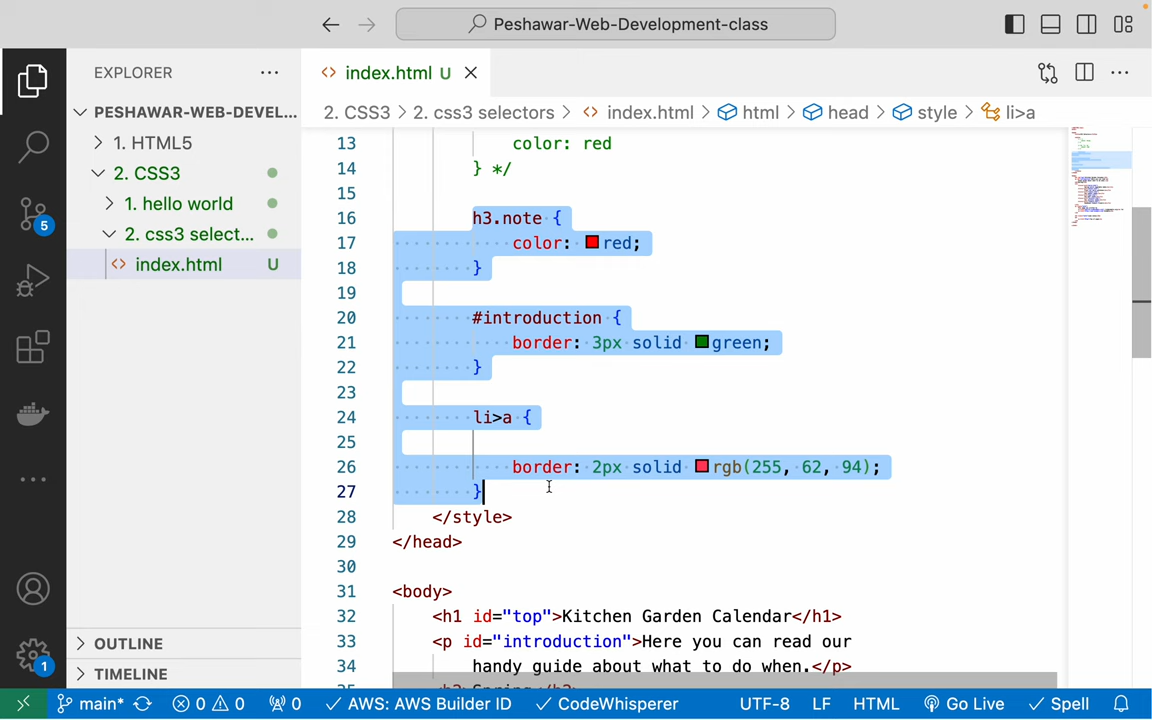 Peshawar-Web-Development-class
EXPLORER
index.html U
PESHAWAR-WEB-DEVEL...
2. CSS3 > 2. css3 selectors > index.html > html > head > style > li>a
1. HTML5
2. CSS3
1. hello world
2. css3 select...
index.html U
5
13 color: red
14 } */
15
16 h3.note {
17 color: red;
18 }
19
20 #introduction {
21 border: 3px solid green;
22 }
23
24 li>a {
25
26 border: 2px solid rgb(255, 62, 94);
27 }
28 </style>
29 </head>
30
31 <body>
32 <h1 id="top">Kitchen Garden Calendar</h1>
33 <p id="introduction">Here you can read our
34 handy guide about what to do when.</p>
OUTLINE
TIMELINE
1
main* 0 0 0 AWS: AWS Builder ID CodeWhisperer UTF-8 LF HTML Go Live Spell